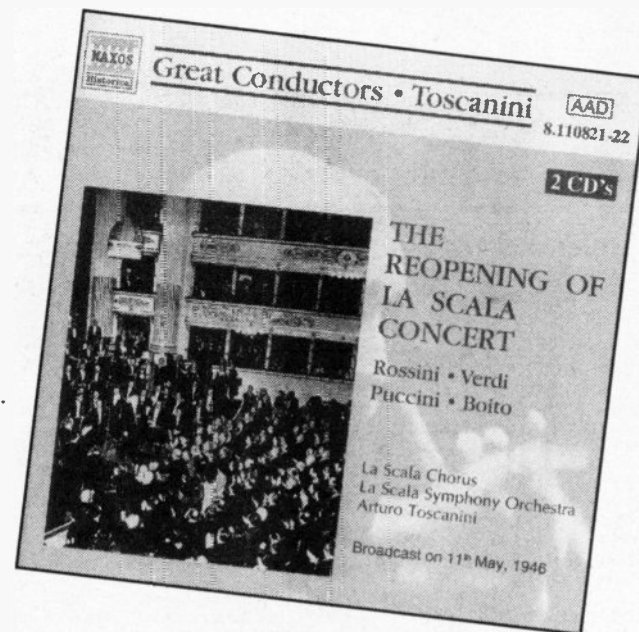 NAXOS
Historical
Great Conductors • Toscanini
AAD
8.110821-22
2 CD's
THE
REOPENING OF
LA SCALA
CONCERT
Rossini • Verdi
Puccini • Boito
La Scala Chorus
La Scala Symphony Orchestra
Arturo Toscanini
Broadcast on 11th May, 1946